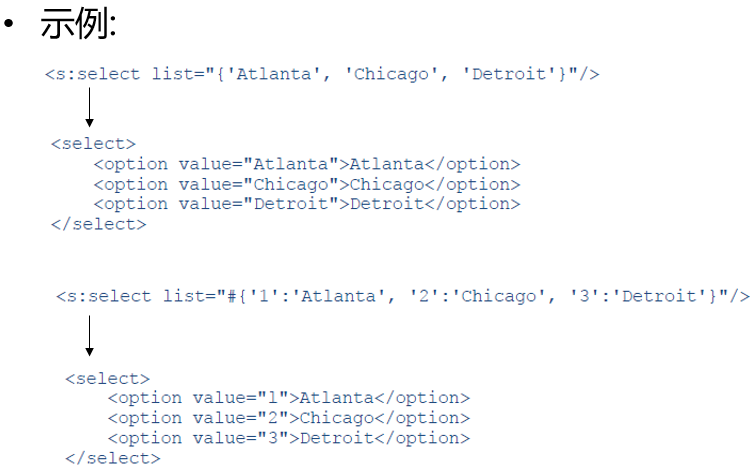 • 示例:
<s:select list="{'Atlanta', 'Chicago', 'Detroit'}"/>
<select>
<option value="Atlanta">Atlanta</option>
<option value="Chicago">Chicago</option>
<option value="Detroit">Detroit</option>
</select>
<s:select list="#{'1':'Atlanta', '2':'Chicago', '3':'Detroit'}"/>
<select>
<option value="1">Atlanta</option>
<option value="2">Chicago</option>
<option value="3">Detroit</option>
</select>